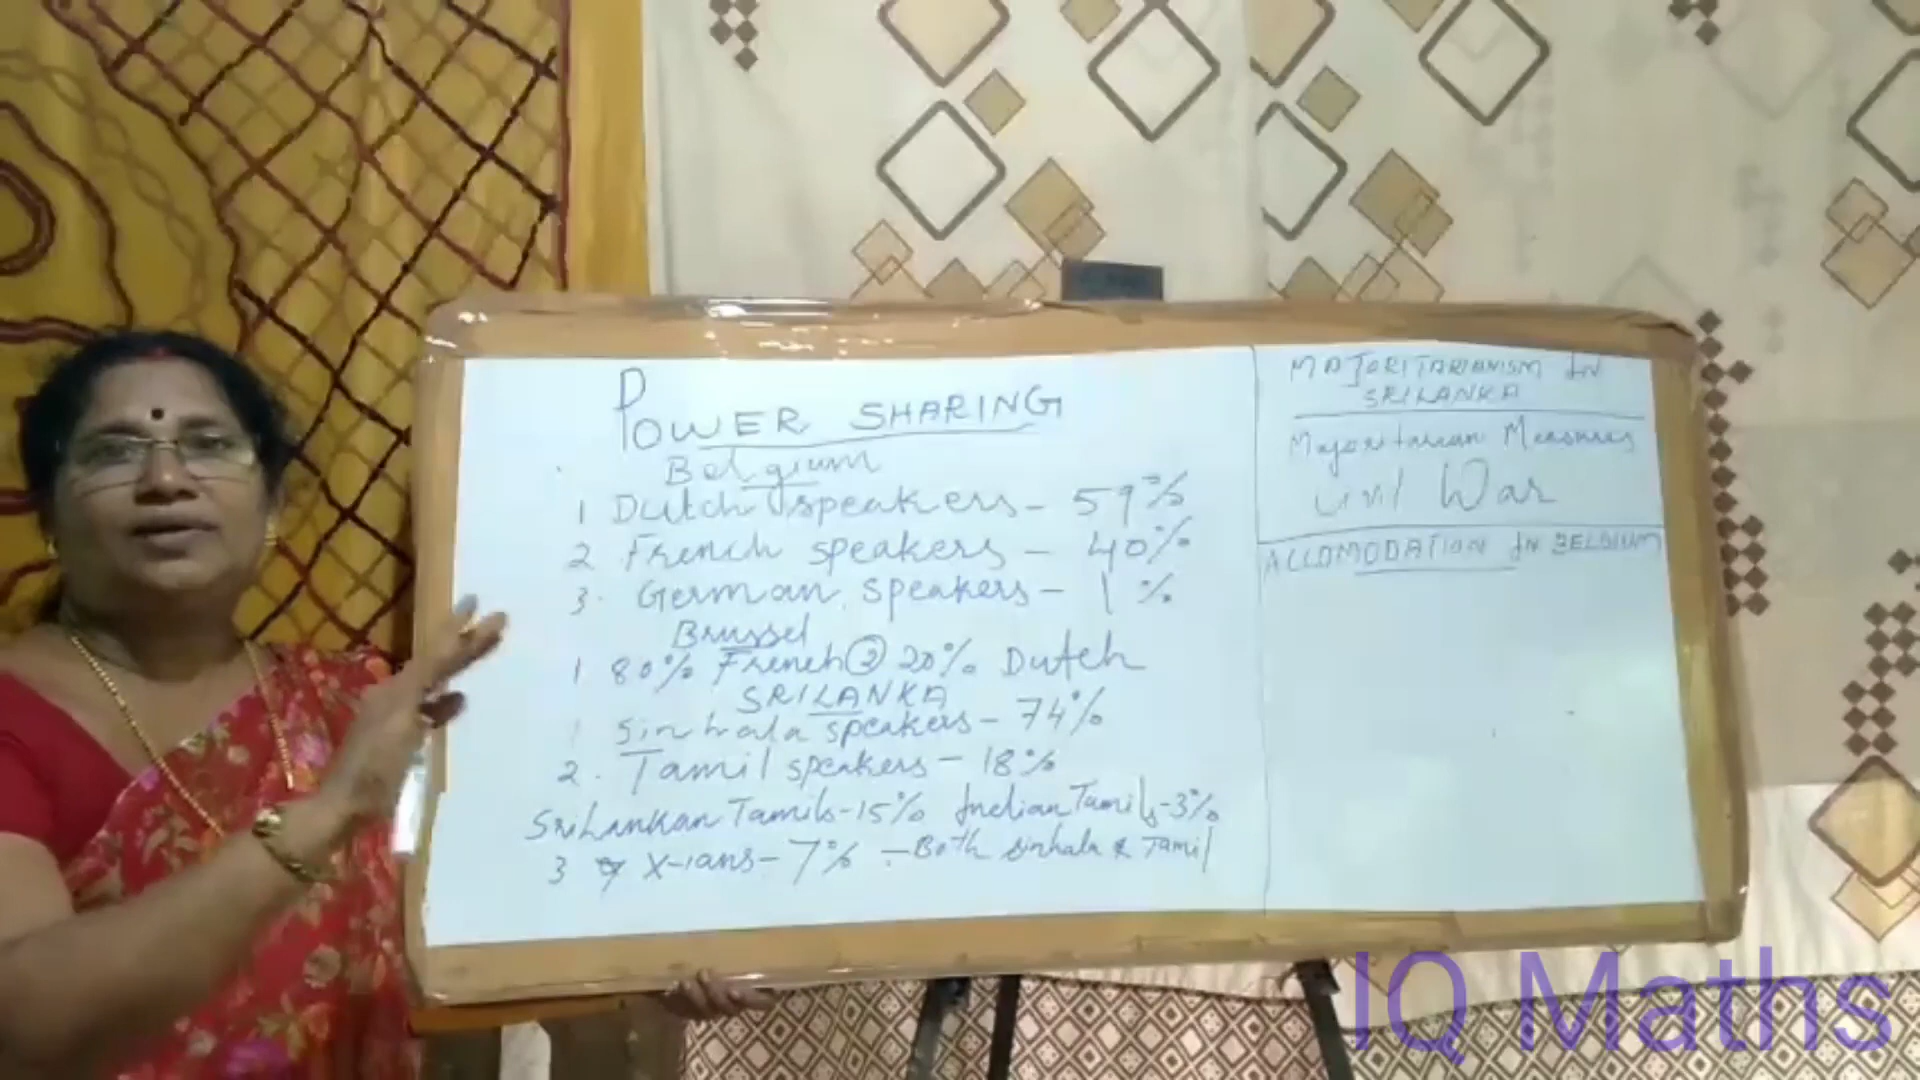 POWER SHARING
Belgium
1 Dutch speakers - 59%
2 French speakers - 40%
3. German speakers - 1%
Brussel
1 80% French ② 20% Dutch
SRILANKA
1 Sinhala speakers - 74%
2. Tamil speakers - 18%
SriLankan Tamils - 15% Indian Tamils - 3%
3 X-ians - 7% - Both Sinhala & Tamil
MAJORITARIANISM IN
SRILANKA
Majoritarian Measures
Civil War
ALLOMODATION IN BELGIUM
IQ Maths